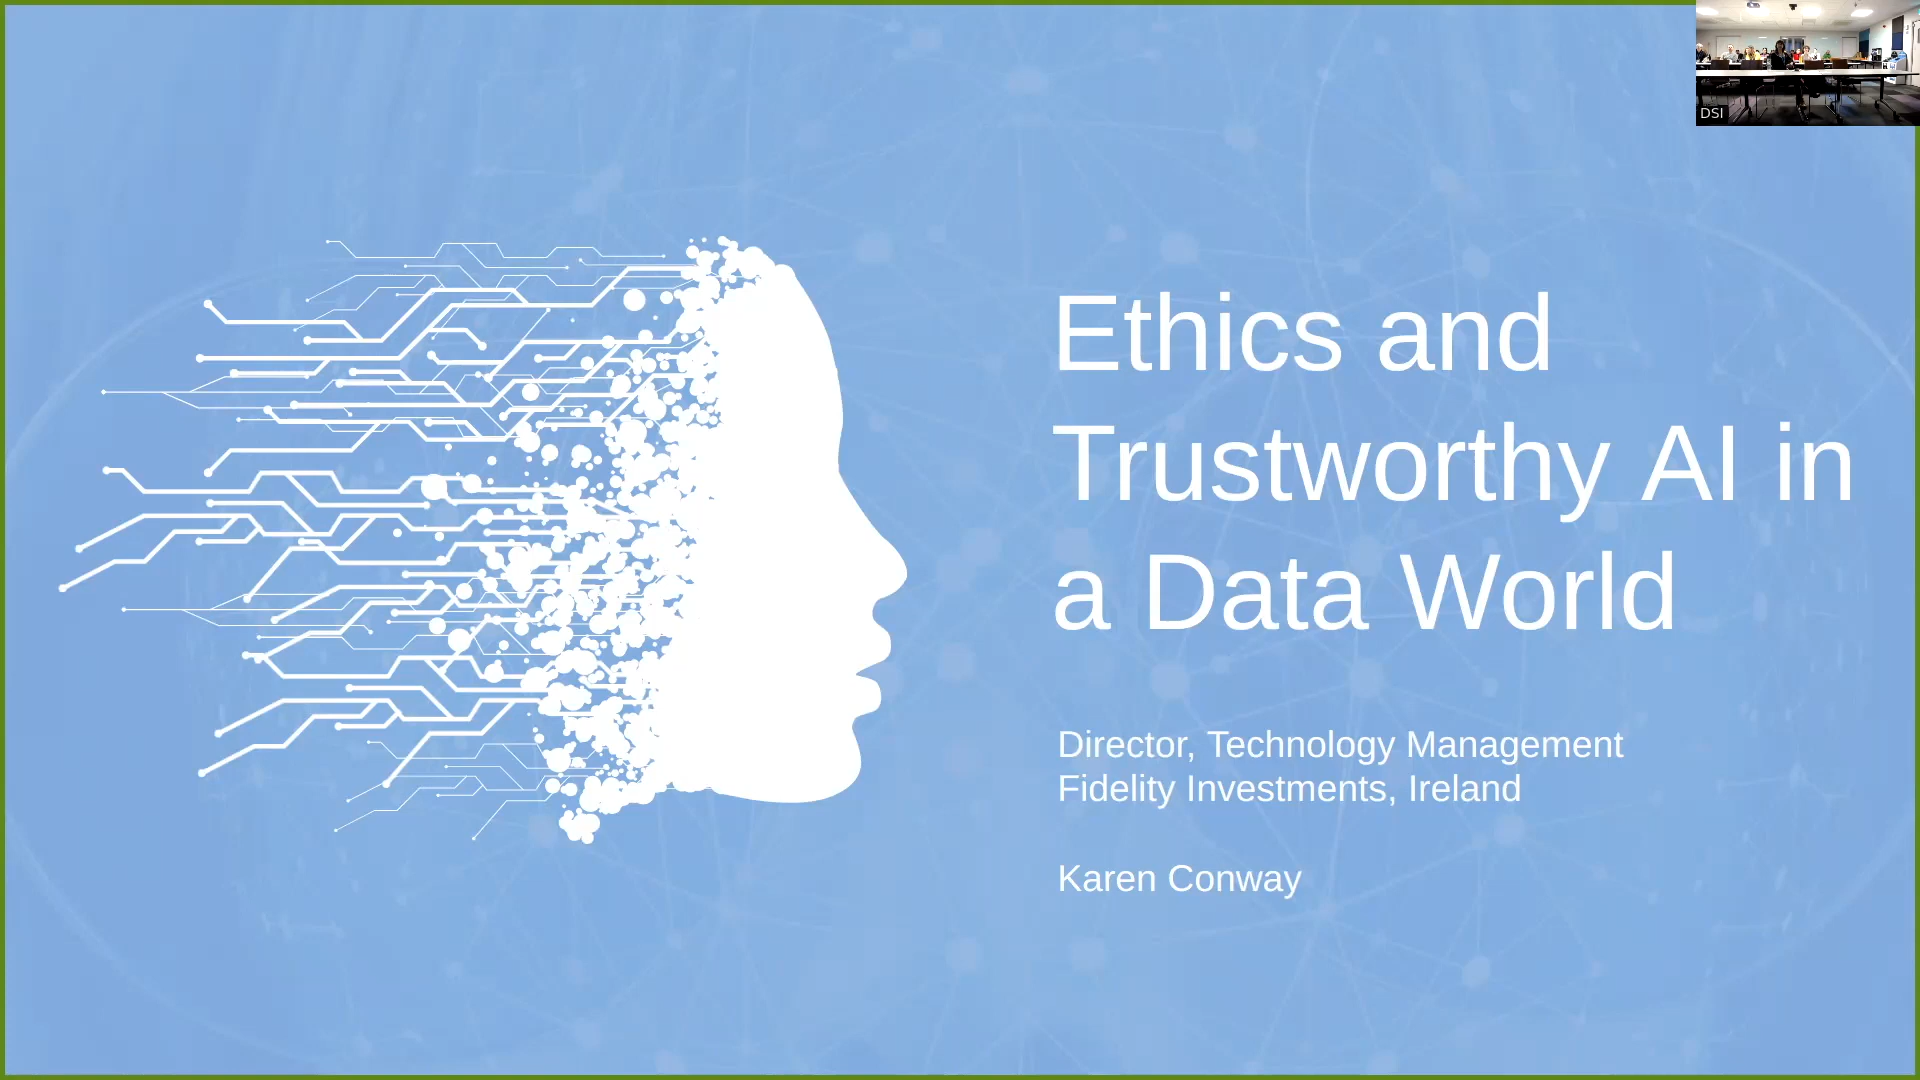 DSI
Ethics and
Trustworthy AI in
a Data World
Director, Technology Management
Fidelity Investments, Ireland
Karen Conway